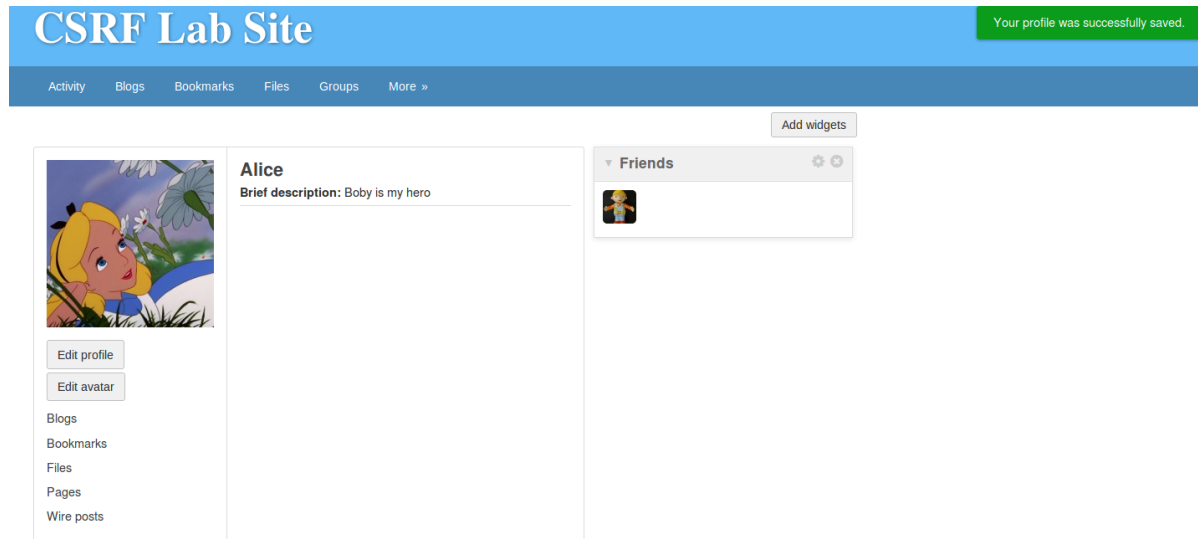 CSRF Lab Site
Your profile was successfully saved.
Activity Blogs Bookmarks Files Groups More »
Add widgets
Alice
Brief description: Boby is my hero
Friends
Edit profile
Edit avatar
Blogs
Bookmarks
Files
Pages
Wire posts